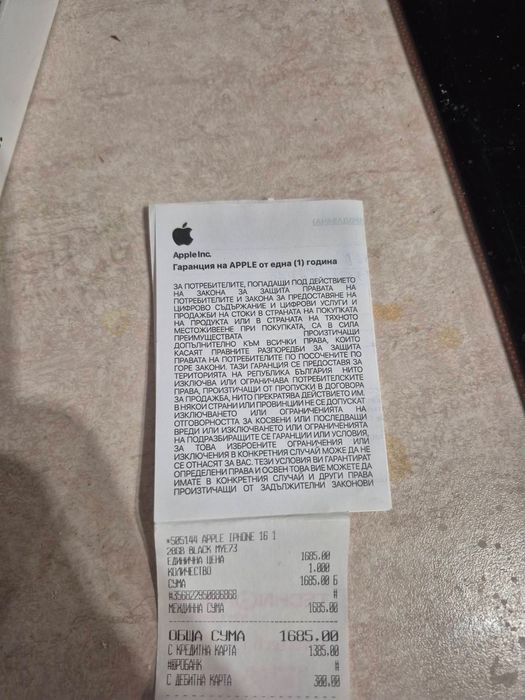 Apple Inc.
Гаранция на APPLE от една (1) година
ЗА ПОТРЕБИТЕЛИТЕ, ПОПАДАЩИ ПОД ДЕЙСТВИЕТО
НА ЗАКОНА ЗА ЗАЩИТА ПРАВАТА НА
ПОТРЕБИТЕЛИТЕ И ЗАКОНА ЗА ПРЕДОСТАВЯНЕ НА
ЦИФРОВО СЪДЪРЖАНИЕ И ЦИФРОВИ УСЛУГИ И
ПРОДАЖБИ НА СТОКИ В СТРАНАТА НА ПОКУПКАТА
НА ПРОДУКТА ИЛИ В СТРАНАТА НА ТЯХНОТО
МЕСТОЖИВЕЕНЕ ПРИ ПОКУПКАТА, СА В СИЛА
ПРЕИМУЩЕСТВАТА ПРОИЗТИЧАЩИ
ДОПЪЛНИТЕЛНО КЪМ ВСИЧКИ ПРАВА, КОИТО
КАСАЯТ ПРАВНИТЕ РАЗПОРЕДБИ ЗА ЗАЩИТА
ПРАВАТА НА ПОТРЕБИТЕЛИТЕ ПО ПОСОЧЕНИТЕ ПО
ГОРЕ ЗАКОНИ. ТАЗИ ГАРАНЦИЯ СЕ ПРЕДОСТАВЯ ЗА
ТЕРИТОРИЯТА НА РЕПУБЛИКА БЪЛГАРИЯ НИТО
ИЗКЛЮЧВА ИЛИ ОГРАНИЧАВА ПОТРЕБИТЕЛСКИТЕ
ПРАВА, ПРОИЗТИЧАЩИ ОТ ПРОПУСКИ В ДОГОВОРА
ЗА ПРОДАЖБА, НИТО ПРЕКРАТЯВА ДЕЙСТВИЕТО ИМ.
В НЯКОИ СТРАНИ ИЛИ ПРОВИНЦИИ НЕ СЕ ДОПУСКАТ
ИЗКЛЮЧВАНЕТО ИЛИ ОГРАНИЧЕНИЯТА НА
ОТГОВОРНОСТТА ЗА КОСВЕНИ ИЛИ ПОСЛЕДВАЩИ
ВРЕДИ ИЛИ ИЗКЛЮЧВАНЕТО ИЛИ ОГРАНИЧЕНИЯТА
НА ПОДРАЗБИРАЩИТЕ СЕ ГАРАНЦИИ ИЛИ УСЛОВИЯ,
ЗА ТОВА ИЗБРОЕНИТЕ ОГРАНИЧЕНИЯ ИЛИ
ИЗКЛЮЧЕНИЯ В КОНКРЕТНИЯ СЛУЧАЙ МОЖЕ ДА НЕ
СЕ ОТНАСЯТ ЗА ВАС. ТЕЗИ УСЛОВИЯ ВИ ГАРАНТИРАТ
ОПРЕДЕЛЕНИ ПРАВА И ОСВЕН ТОВА ВИЕ МОЖЕТЕ ДА
ИМАТЕ В КОНКРЕТНИЯ СЛУЧАЙ И ДРУГИ ПРАВА
ПРОИЗТИЧАЩИ ОТ ЗАДЪЛЖИТЕЛНИ ЗАКОНОВИ
*505144 APPLE IPHONE 16 1
28GB BLACK MYE73
ЕДИНИЧНА ЦЕНА 1685.00
КОЛИЧЕСТВО 1.000
СУМА 1685.00 Б
#356822950886868 #
МЕЖДИННА СУМА 1685.00
ОБЩА СУМА 1685.00
С КРЕДИТНА КАРТА 1385.00
#ЮРОБАНК #
С ДЕБИТНА КАРТА 300.00